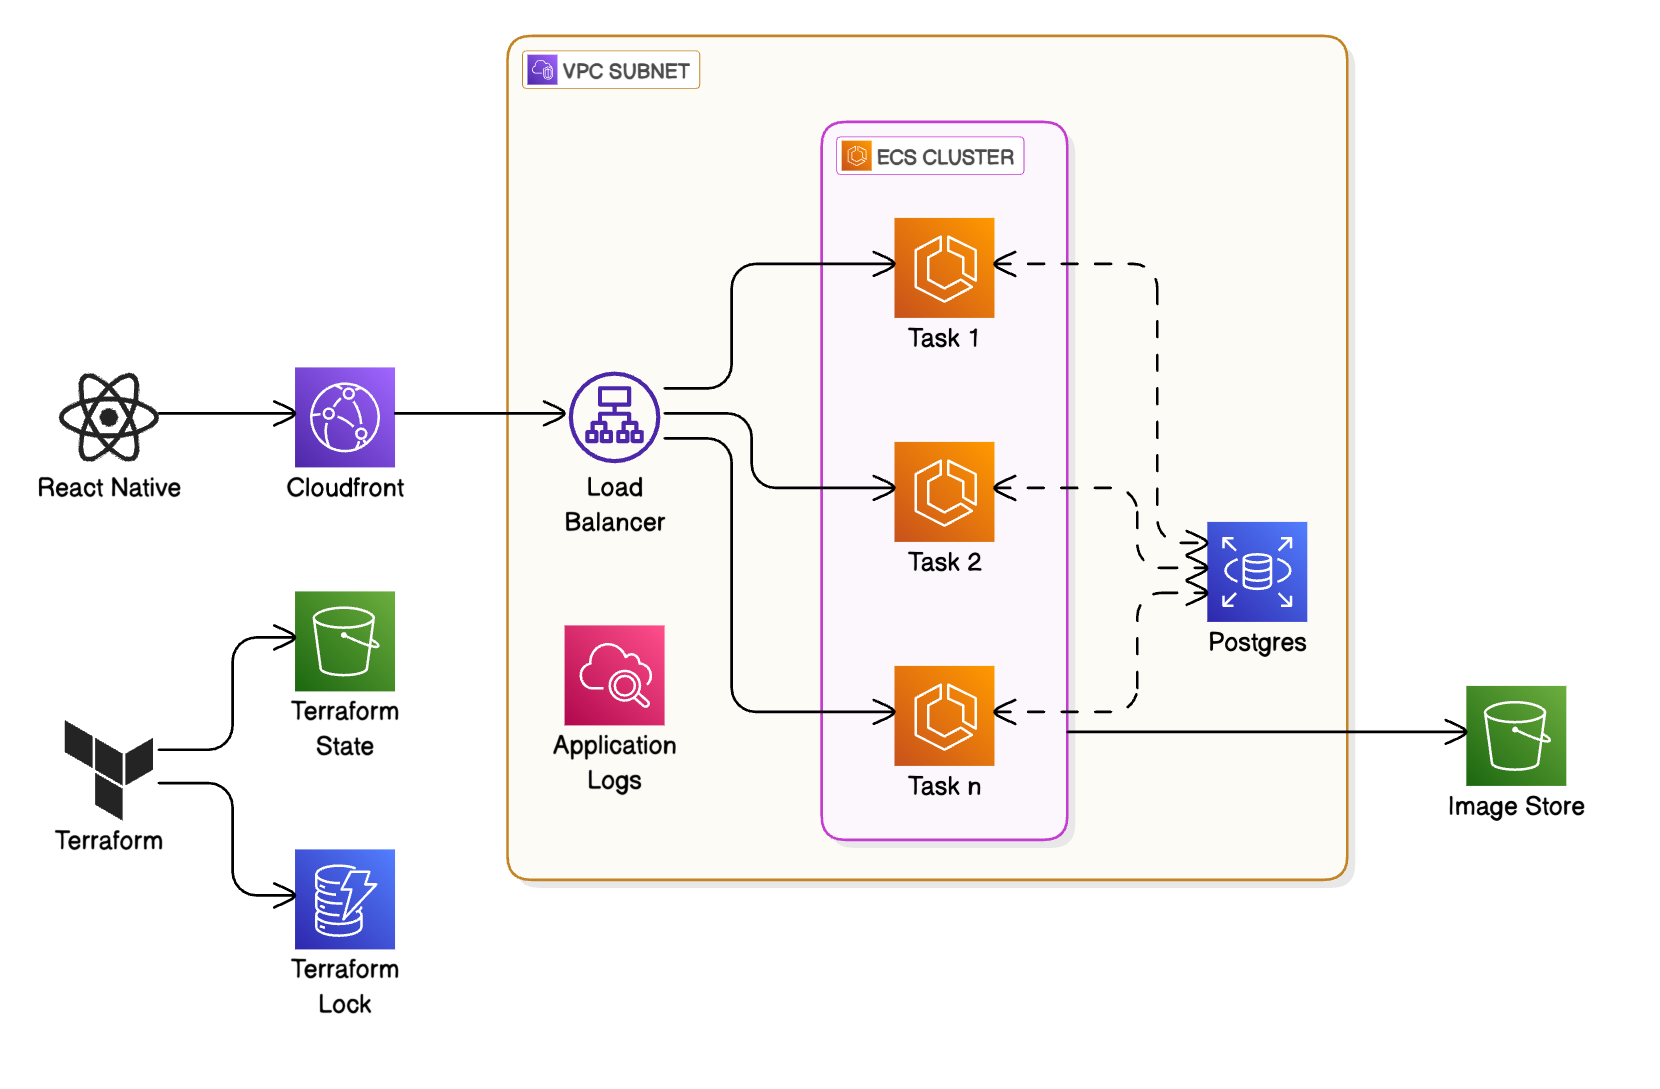 VPC SUBNET
ECS CLUSTER
Task 1
React Native
Cloudfront
Load
Balancer
Task 2
Postgres
Terraform
State
Application
Logs
Task n
Image Store
Terraform
Terraform
Lock